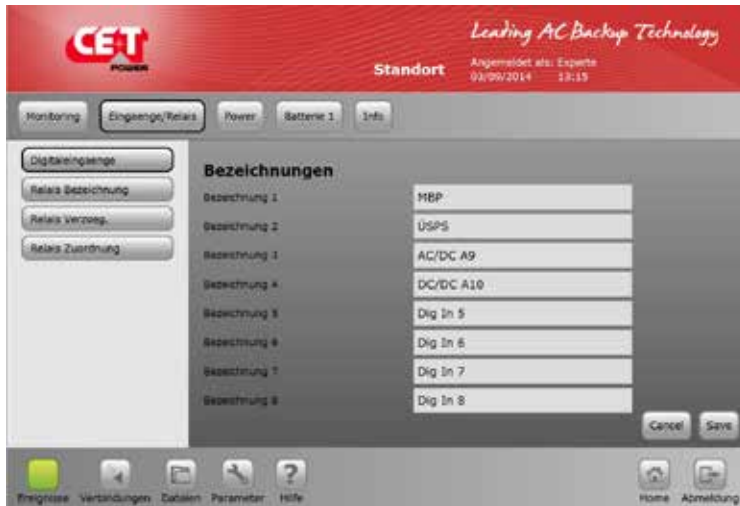 CE+T
POWER
Leading AC Backup Technology
Standort
Angemeldet als: Experte
03/09/2014 13:15
Monitoring Eingaenge/Relais Power Batterie 1 Info
Digitaleingaenge
Relais Bezeichnung
Relais Verzoeg.
Relais Zuordnung
Bezeichnungen
Bezeichnung 1 MBP
Bezeichnung 2 ÜSPS
Bezeichnung 3 AC/DC A9
Bezeichnung 4 DC/DC A10
Bezeichnung 5 Dig In 5
Bezeichnung 6 Dig In 6
Bezeichnung 7 Dig In 7
Bezeichnung 8 Dig In 8
Cancel Save
Ereignisse Verbindungen Dateien Parameter Hilfe Home Abmeldung